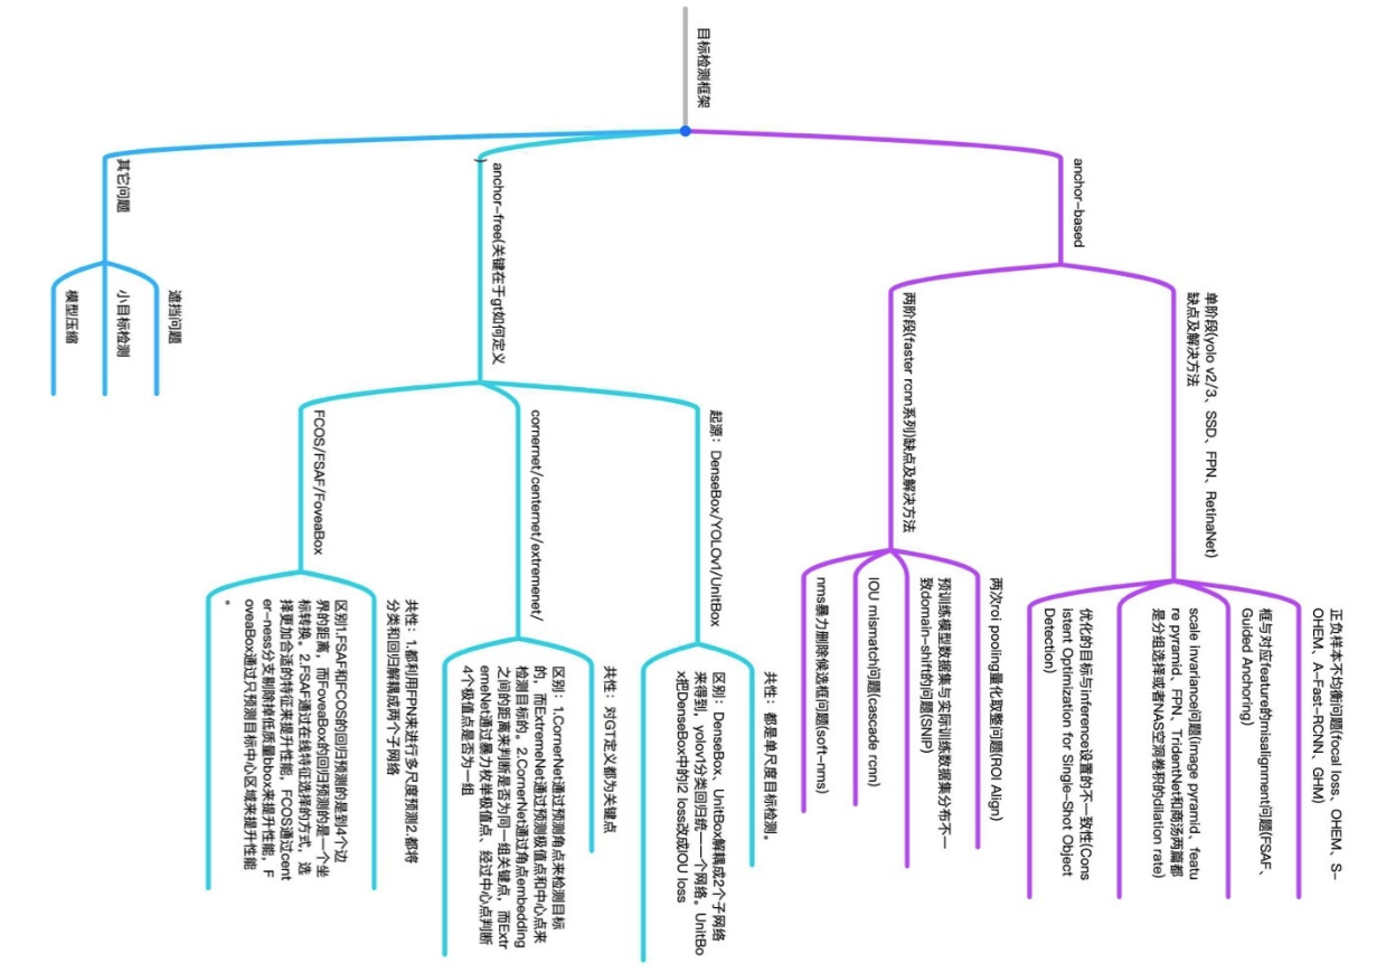 目标检测框架
anchor-based
单阶段(yolo v2/3、SSD、FPN、RetinaNet)
缺点及解决方法
正负样本不均衡问题(focal loss、OHEM、S-
OHEM、A-Fast-RCNN、GHM)
框与对应feature的misalignment问题(FSAF、
Guided Anchoring)
scale invariance问题(image pyramid、featu
re pyramid、FPN、TridentNet和商汤两篇都
是分组选择或者NAS空洞卷积的dilation rate)
优化的目标与inference设置的不一致性(Cons
istent Optimization for Single-Shot Object
Detection)
两阶段(faster rcnn系列)缺点及解决方法
两次roi pooling量化取整问题(ROI Align)
预训练模型数据集与实际训练数据集分布不一
致domain-shift的问题(SNIP)
IOU mismatch问题(cascade rcnn)
nms暴力删除候选框问题(soft-nms)
anchor-free(关键在于gt如何定义
)
起源：DenseBox/YOLOv1/UnitBox
共性：都是单尺度目标检测。
区别：DenseBox、UnitBox解耦成2个子网络
来得到，yolov1分类回归统一一个网络。UnitBo
x把DenseBox中的l2 loss改成IOU loss
cornernet/centernet/extremenet/
共性：对GT定义都为关键点
区别：1.CornerNet通过预测角点来检测目标
的，而ExtremeNet通过预测极值点和中心点来
检测目标的。2.CornerNet通过角点embedding
之间的距离来判断是否为同一组关键点，而Extr
emeNet通过暴力枚举极值点、经过中心点判断
4个极值点是否为一组
FCOS/FSAF/FoveaBox
共性：1.都利用FPN来进行多尺度预测2.都将
分类和回归解耦成两个子网络
区别1.FSAF和FCOS的回归预测的是到4个边
界的距离，而FoveaBox的回归预测的是一个坐
标转换。2.FSAF通过在线特征选择的方式，选
择更加合适的特征来提升性能，FCOS通过cent
er-ness分支剔除掉低质量bbox来提升性能，F
oveaBox通过只预测目标中心区域来提升性能
。
其它问题
遮挡问题
小目标检测
模型压缩